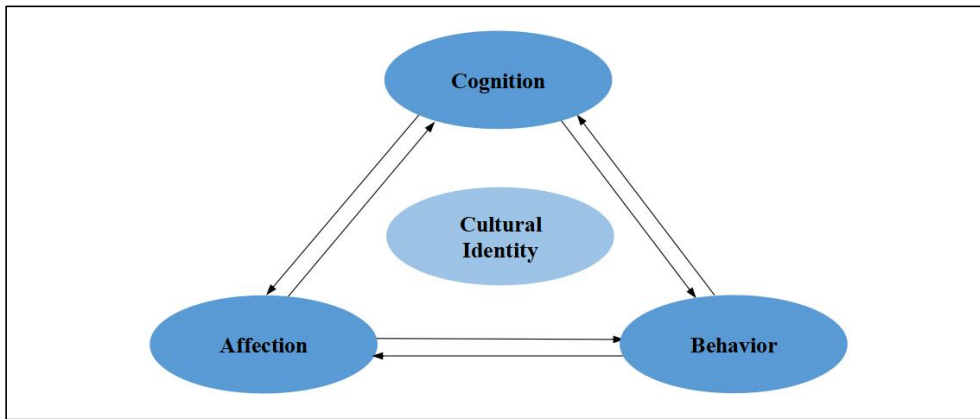 Cognition
Cultural
Identity
Affection
Behavior